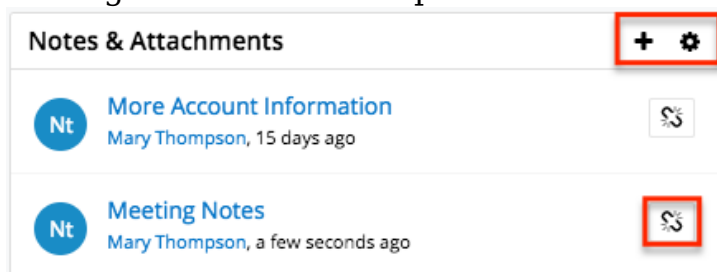 Notes & Attachments
Nt
More Account Information
Mary Thompson, 15 days ago
Nt
Meeting Notes
Mary Thompson, a few seconds ago